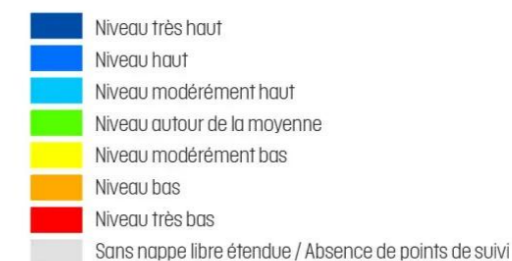 Niveau très haut
Niveau haut
Niveau modérément haut
Niveau autour de la moyenne
Niveau modérément bas
Niveau bas
Niveau très bas
Sans nappe libre étendue / Absence de points de suivi